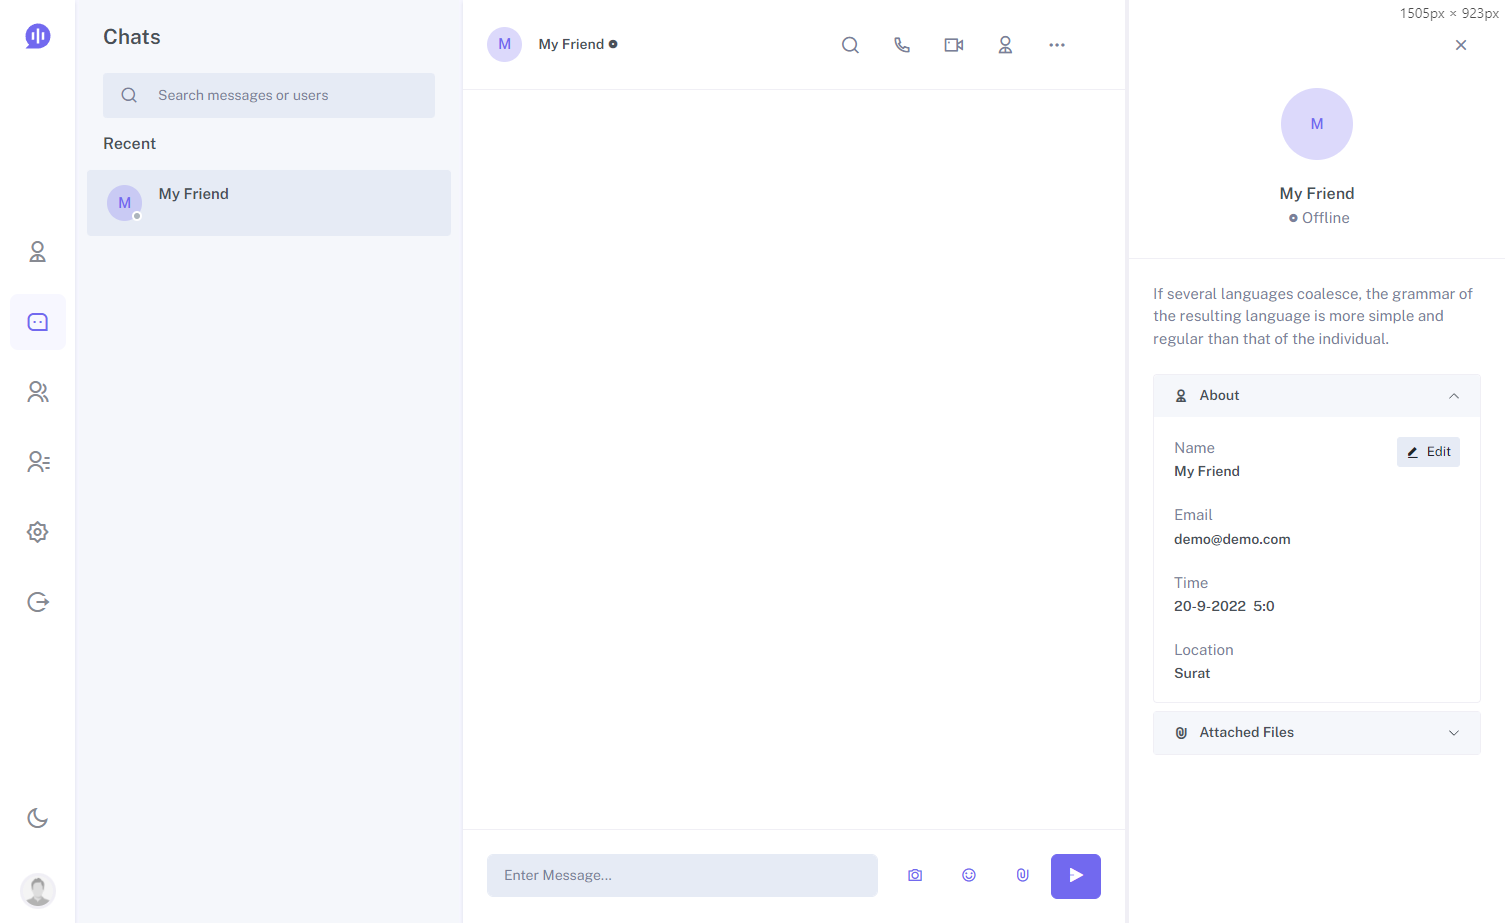 1505px × 923px
Chats
Search messages or users
Recent
M
My Friend
M
My Friend
M
My Friend
Offline
If several languages coalesce, the grammar of
the resulting language is more simple and
regular than that of the individual.
About
Name
Edit
My Friend
Email
demo@demo.com
Time
20-9-2022 5:0
Location
Surat
Attached Files
Enter Message...